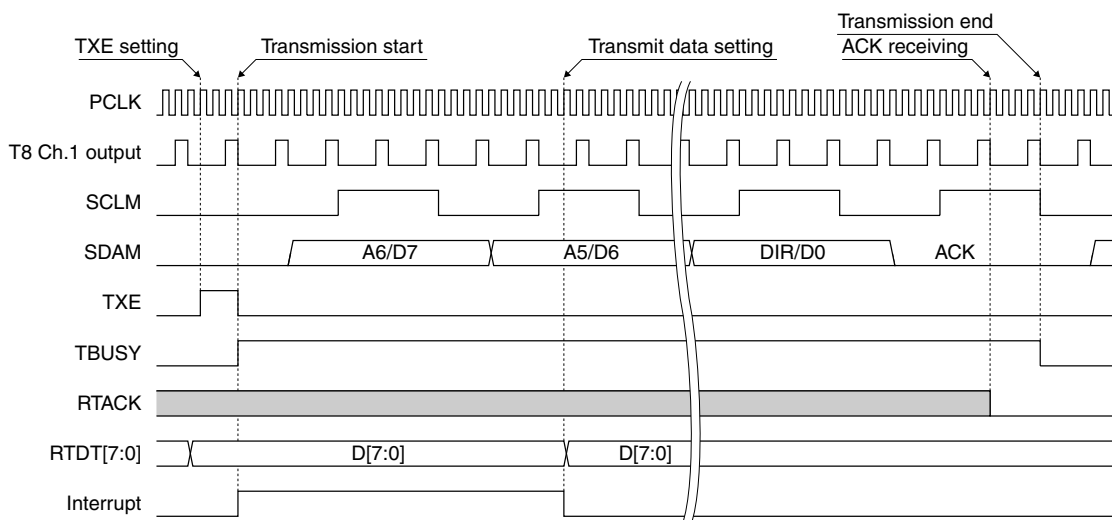 Transmission end
TXE setting
Transmission start
Transmit data setting
ACK receiving
PCLK
T8 Ch.1 output
SCLM
SDAM
A6/D7
A5/D6
DIR/D0
ACK
TXE
TBUSY
RTACK
RTDT[7:0]
D[7:0]
D[7:0]
Interrupt